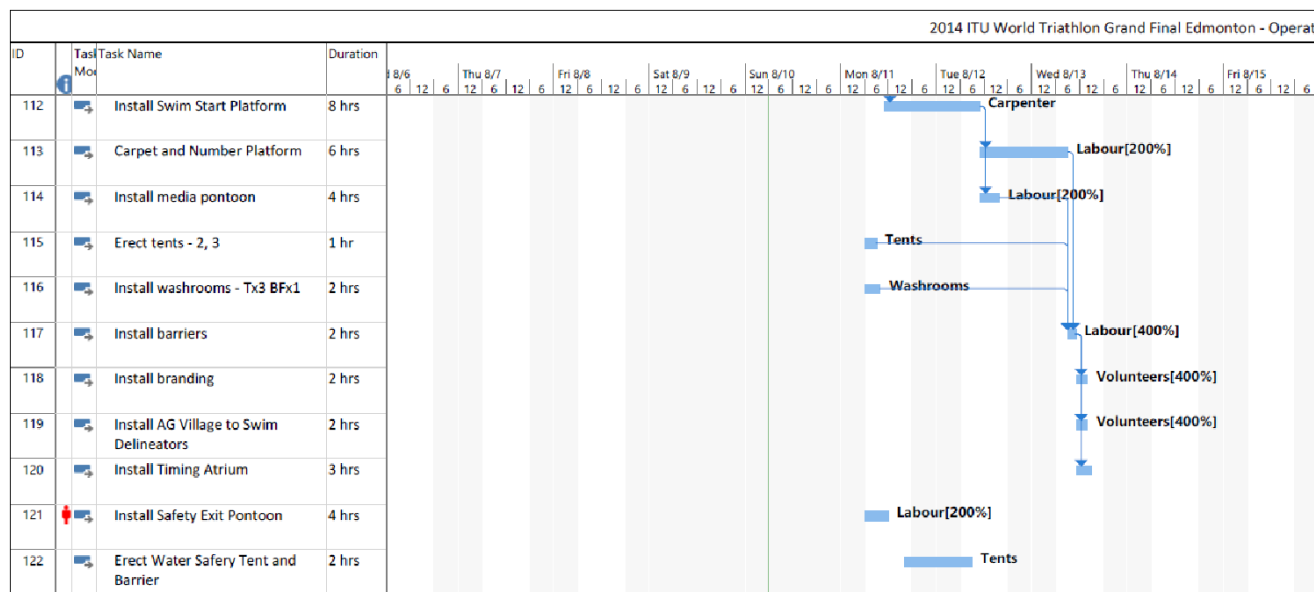 2014 ITU World Triathlon Grand Final Edmonton - Operat
ID Task Mo Task Name Duration
8/6 Thu 8/7 Fri 8/8 Sat 8/9 Sun 8/10 Mon 8/11 Tue 8/12 Wed 8/13 Thu 8/14 Fri 8/15
6 12 6 12 6 12 6 12 6 12 6 12 6 12 6 12 6 12 6 12 6 12 6 12 6 12 6 12 6 12 6 12 6 12 6 12 6 12 6
112 Install Swim Start Platform 8 hrs Carpenter
113 Carpet and Number Platform 6 hrs Labour[200%]
114 Install media pontoon 4 hrs Labour[200%]
115 Erect tents - 2, 3 1 hr Tents
116 Install washrooms - Tx3 BFx1 2 hrs Washrooms
117 Install barriers 2 hrs Labour[400%]
118 Install branding 2 hrs Volunteers[400%]
119 Install AG Village to Swim 2 hrs Volunteers[400%]
Delineators
120 Install Timing Atrium 3 hrs
121 Install Safety Exit Pontoon 4 hrs Labour[200%]
122 Erect Water Safery Tent and 2 hrs Tents
Barrier